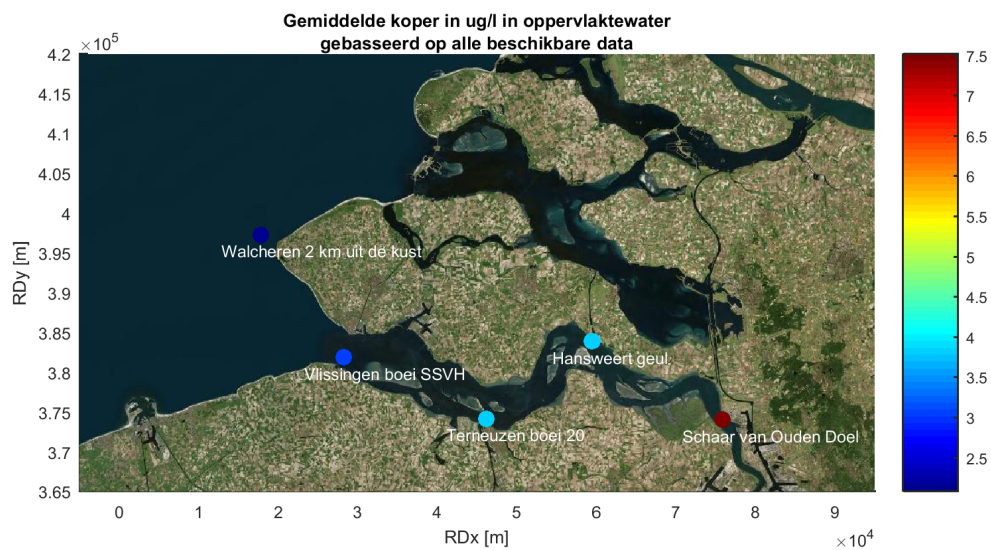 Gemiddelde koper in ug/l in oppervlaktewater
gebasseerd op alle beschikbare data
×10⁵
4.2
4.15
4.1
4.05
4
3.95
3.9
3.85
3.8
3.75
3.7
3.65
RDy [m]
Walcheren 2 km uit de kust
Vlissingen boei SSVH
Hansweert geul
Terneuzen boei 20
Schaar van Ouden Doel
0 1 2 3 4 5 6 7 8 9
RDx [m]
×10⁴
7.5
7
6.5
6
5.5
5
4.5
4
3.5
3
2.5